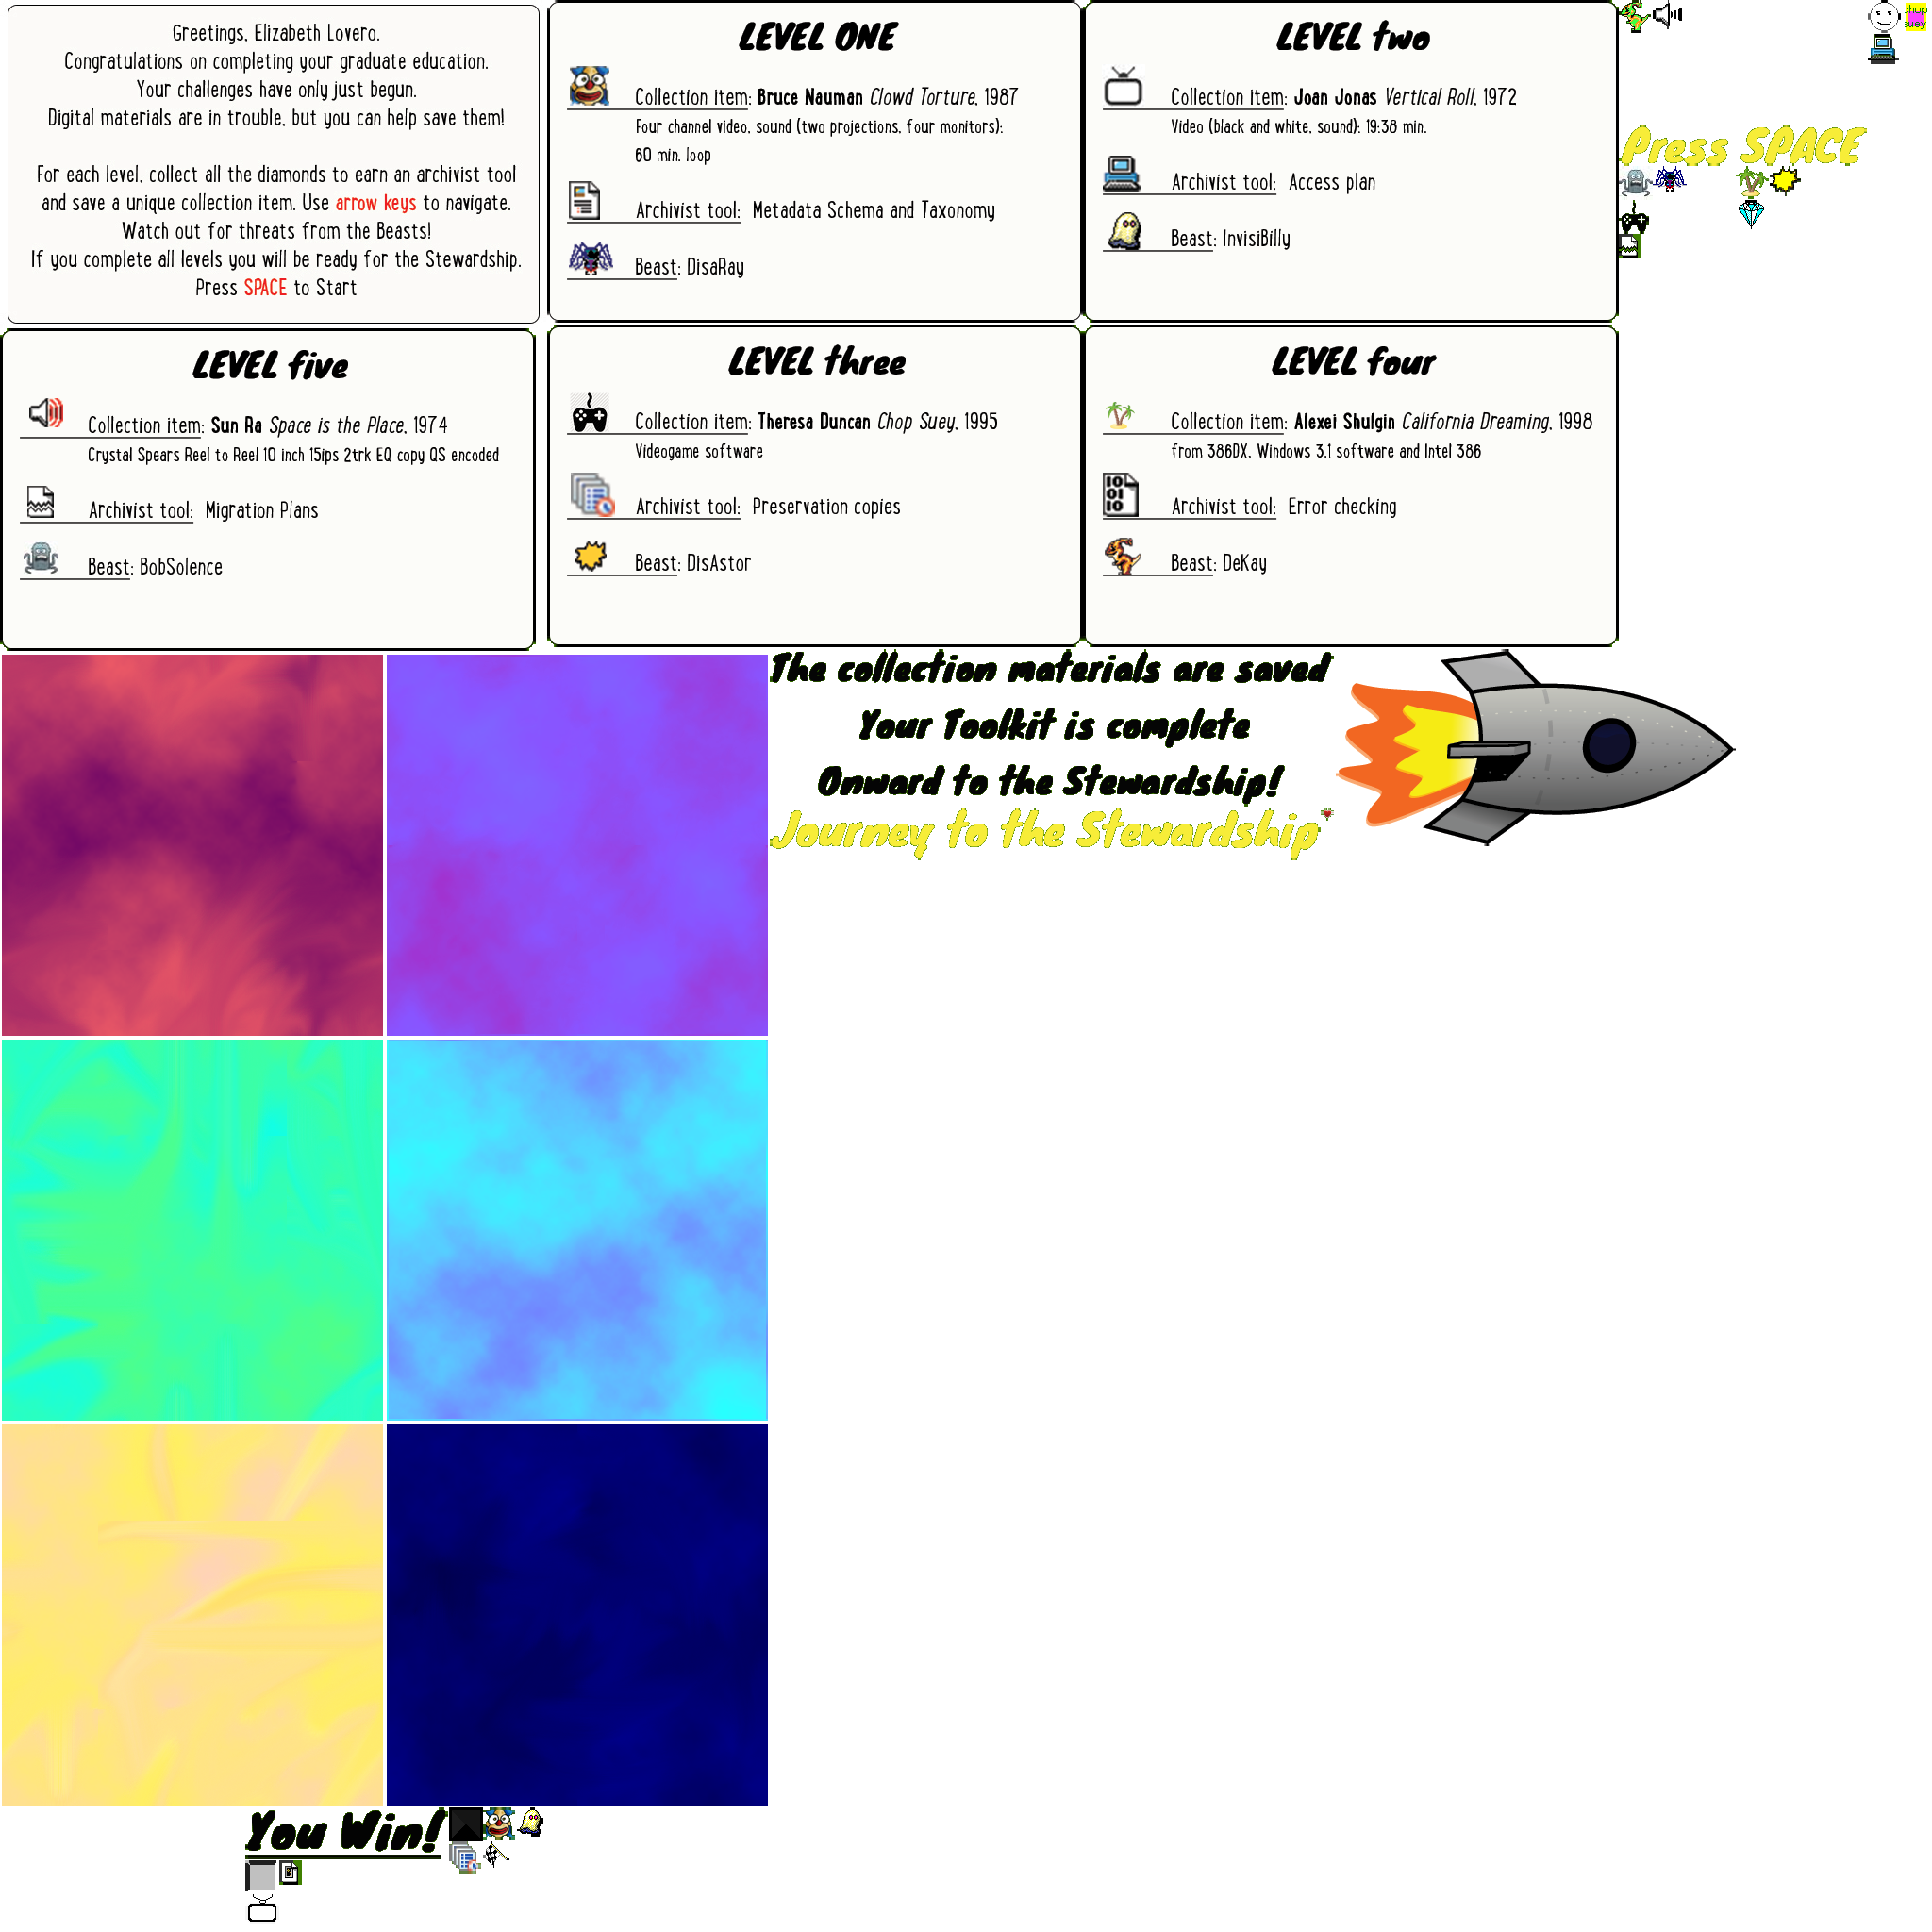 Greetings, Elizabeth Lovero.
Congratulations on completing your graduate education.
Your challenges have only just begun.
Digital materials are in trouble, but you can help save them!
For each level, collect all the diamonds to earn an archivist tool
and save a unique collection item. Use arrow keys to navigate.
Watch out for threats from the Beasts!
If you complete all levels you will be ready for the Stewardship.
Press SPACE to Start
LEVEL ONE
Collection item: Bruce Nauman Clowd Torture, 1987
Four channel video, sound (two projections, four monitors);
60 min. loop
Archivist tool: Metadata Schema and Taxonomy
Beast: DisaRay
LEVEL two
Collection item: Joan Jonas Vertical Roll, 1972
Video (black and white, sound); 19:38 min.
Archivist tool: Access plan
Beast: InvisiBilly
chop
suey
Press SPACE
LEVEL five
Collection item: Sun Ra Space is the Place, 1974
Crystal Spears Reel to Reel 10 inch 15ips 2trk EQ copy QS encoded
Archivist tool: Migration Plans
Beast: BobSolence
LEVEL three
Collection item: Theresa Duncan Chop Suey, 1995
Videogame software
Archivist tool: Preservation copies
Beast: DisAstor
LEVEL four
Collection item: Alexei Shulgin California Dreaming, 1998
from 386DX, Windows 3.1 software and Intel 386
10
01
10
Archivist tool: Error checking
Beast: DeKay
The collection materials are saved
Your Toolkit is complete
Onward to the Stewardship!
Journey to the Stewardship
You Win!